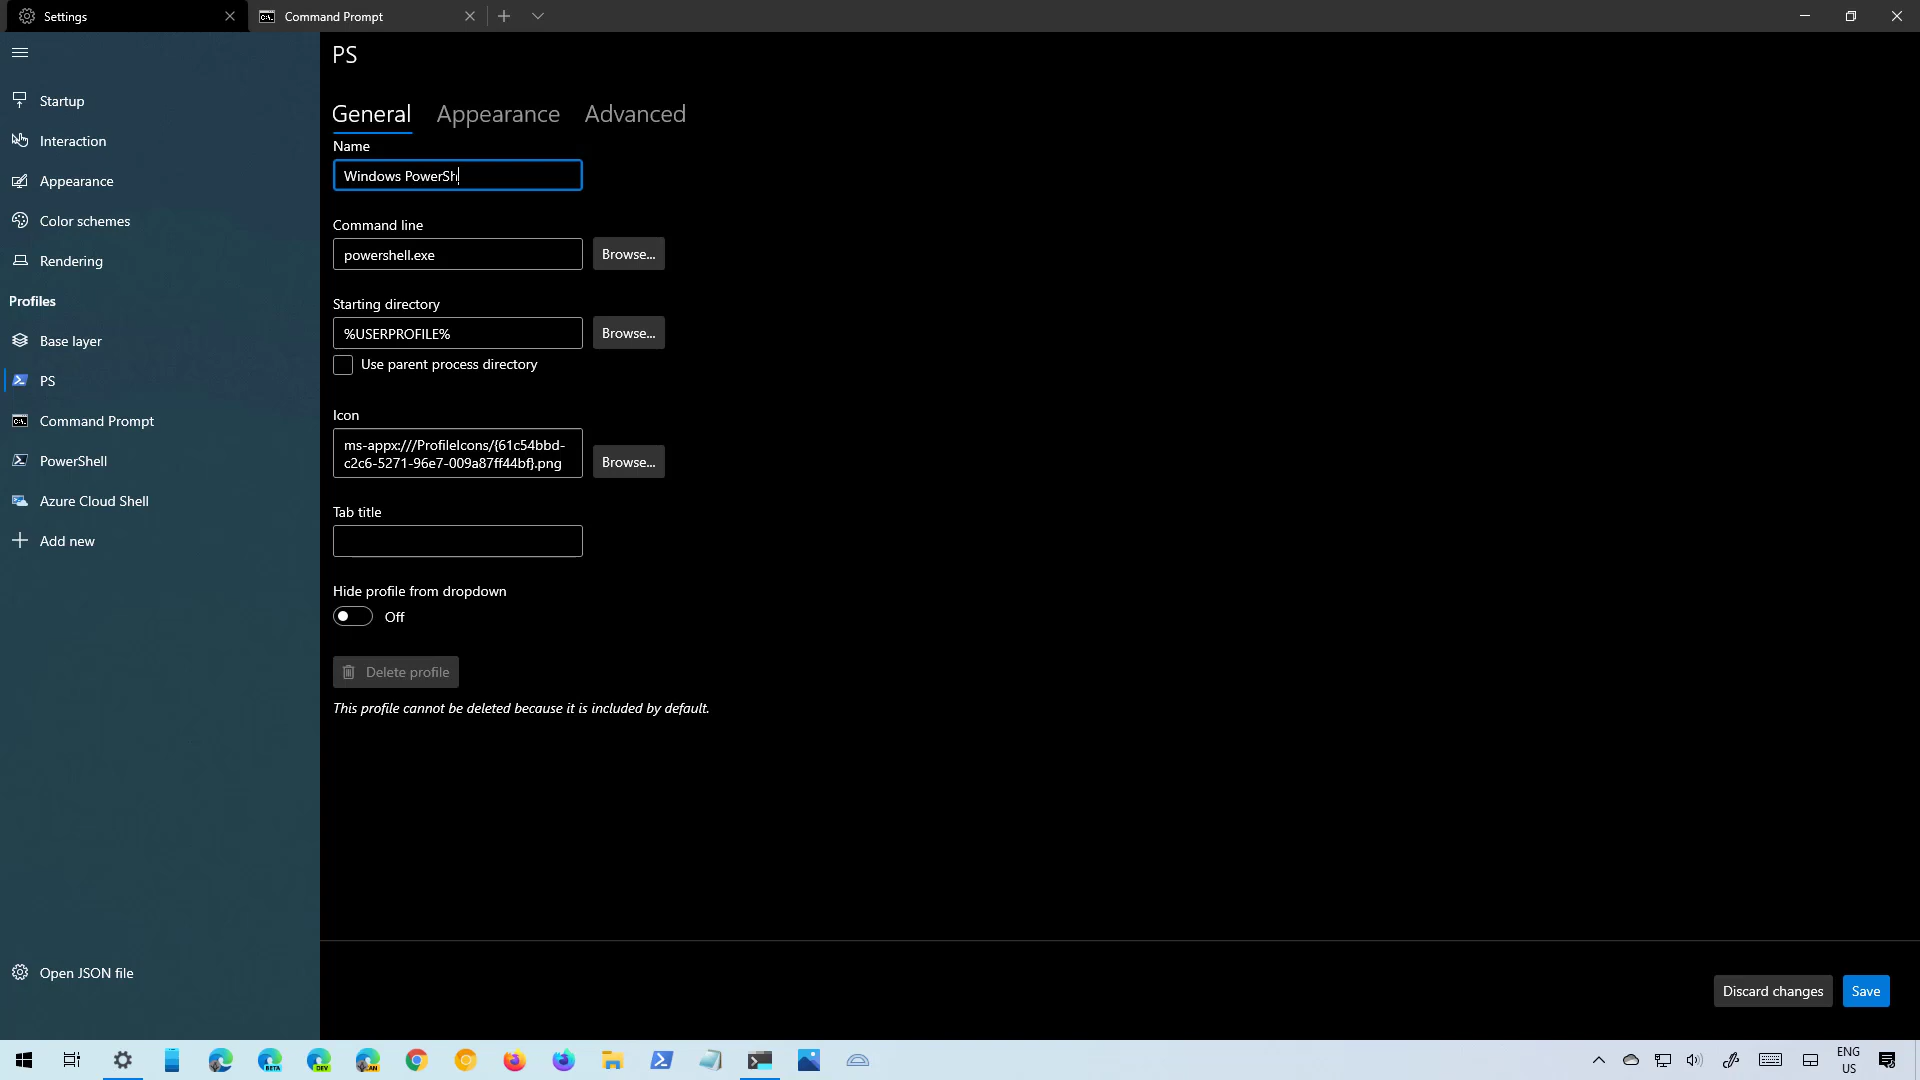 Settings
Command Prompt
PS
Startup
Interaction
Appearance
Color schemes
Rendering
Profiles
Base layer
PS
Command Prompt
PowerShell
Azure Cloud Shell
Add new
Open JSON file
General Appearance Advanced
Name
Windows PowerSh
Command line
powershell.exe
Browse...
Starting directory
%USERPROFILE%
Browse...
Use parent process directory
Icon
ms-appx:///ProfileIcons/{61c54bbd-
c2c6-5271-96e7-009a87ff44bf}.png
Browse...
Tab title
Hide profile from dropdown
Off
Delete profile
This profile cannot be deleted because it is included by default.
Discard changes
Save
BETA
DEV
CAN
ENG
US